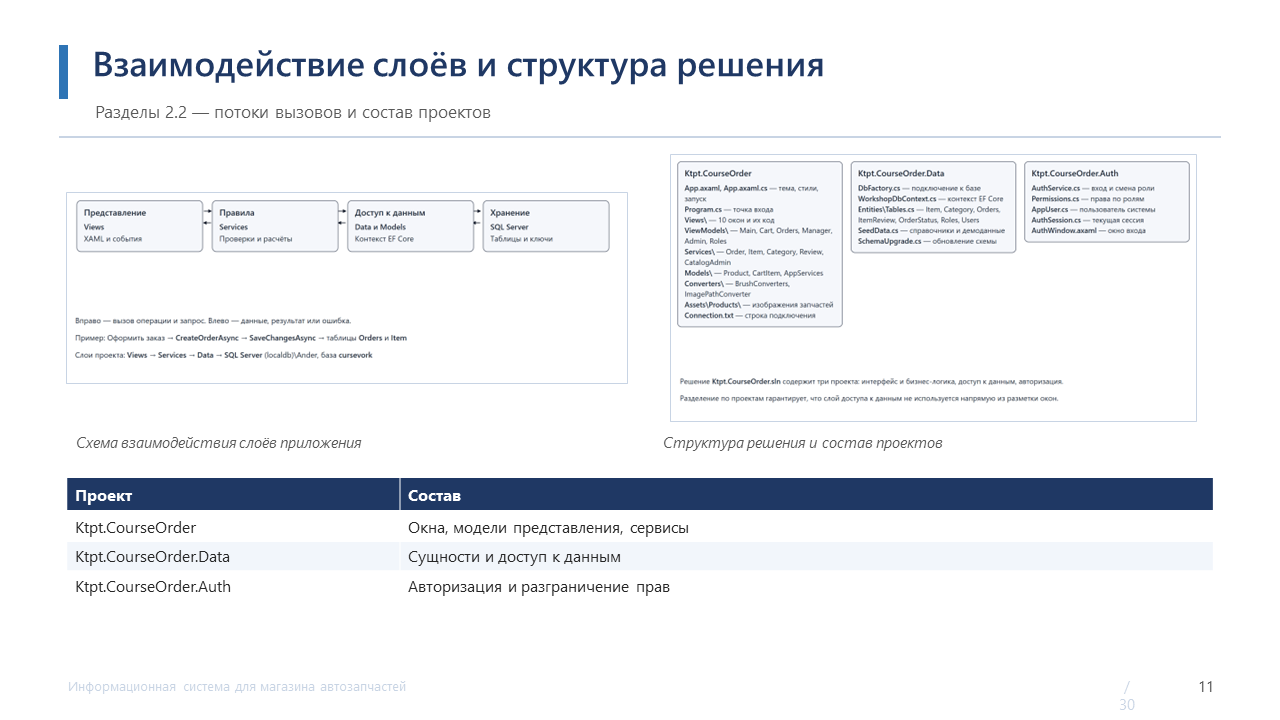 Взаимодействие слоёв и структура решения
Разделы 2.2 — потоки вызовов и состав проектов
Представление
Views
XAML и события
Правила
Services
Проверки и расчёты
Доступ к данным
Data и Models
Контекст EF Core
Хранение
SQL Server
Таблицы и ключи
Вправо — вызов операции и запрос. Влево — данные, результат или ошибка.
Пример: Оформить заказ → CreateOrderAsync → SaveChangesAsync → таблицы Orders и Item
Слои проекта: Views → Services → Data → SQL Server (localdb)\Ander, база cursevork
Схема взаимодействия слоёв приложения
Ktpt.CourseOrder
App.axaml, App.axaml.cs — тема, стили,
запуск
Program.cs — точка входа
Views\ — 10 окон и их код
ViewModels\ — Main, Cart, Orders, Manager,
Admin, Roles
Services\ — Order, Item, Category, Review,
CatalogAdmin
Models\ — Product, CartItem, AppServices
Converters\ — BrushConverters,
ImagePathConverter
Assets\Products\ — изображения запчастей
Connection.txt — строка подключения
Ktpt.CourseOrder.Data
DbFactory.cs — подключение к базе
WorkshopDbContext.cs — контекст EF Core
Entities\Tables.cs — Item, Category, Orders,
ItemReview, OrderStatus, Roles, Users
SeedData.cs — справочники и демоданные
SchemaUpgrade.cs — обновление схемы
Ktpt.CourseOrder.Auth
AuthService.cs — вход и смена роли
Permissions.cs — права по ролям
AppUser.cs — пользователь системы
AuthSession.cs — текущая сессия
AuthWindow.axaml — окно входа
Решение Ktpt.CourseOrder.sln содержит три проекта: интерфейс и бизнес-логика, доступ к данным, авторизация.
Разделение по проектам гарантирует, что слой доступа к данным не используется напрямую из разметки окон.
Структура решения и состав проектов
Проект Состав
Ktpt.CourseOrder Окна, модели представления, сервисы
Ktpt.CourseOrder.Data Сущности и доступ к данным
Ktpt.CourseOrder.Auth Авторизация и разграничение прав
Информационная система для магазина автозапчастей
/
30
11